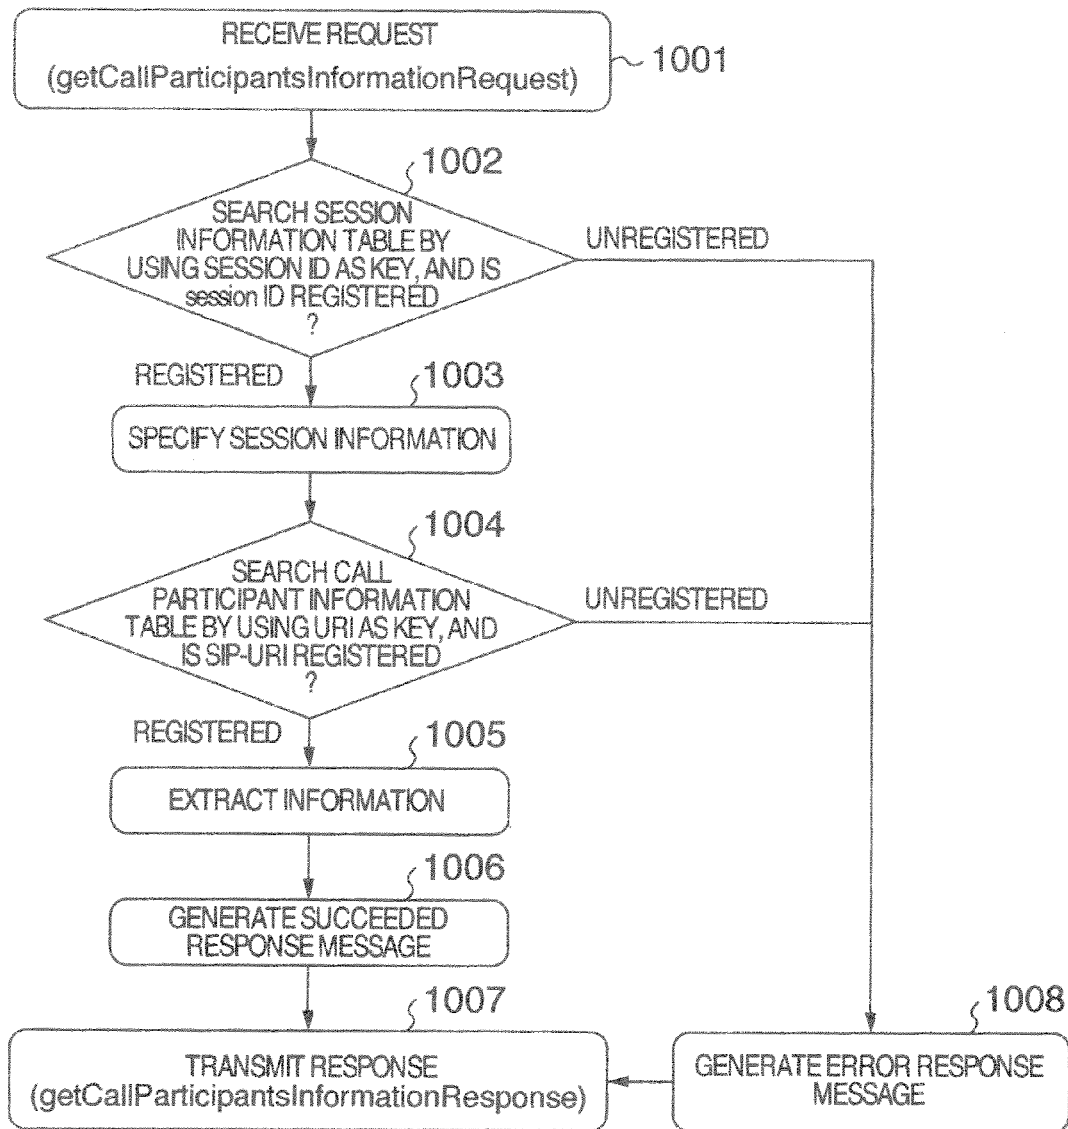 RECEIVE REQUEST
(getCallParticipantsInformationRequest)
1001
1002
SEARCH SESSION
INFORMATION TABLE BY
USING SESSION ID AS KEY, AND IS
session ID REGISTERED
?
UNREGISTERED
REGISTERED
1003
SPECIFY SESSION INFORMATION
1004
SEARCH CALL
PARTICIPANT INFORMATION
TABLE BY USING URI AS KEY, AND
IS SIP-URI REGISTERED
?
UNREGISTERED
REGISTERED
1005
EXTRACT INFORMATION
1006
GENERATE SUCCEEDED
RESPONSE MESSAGE
1007
TRANSMIT RESPONSE
(getCallParticipantsInformationResponse)
1008
GENERATE ERROR RESPONSE
MESSAGE